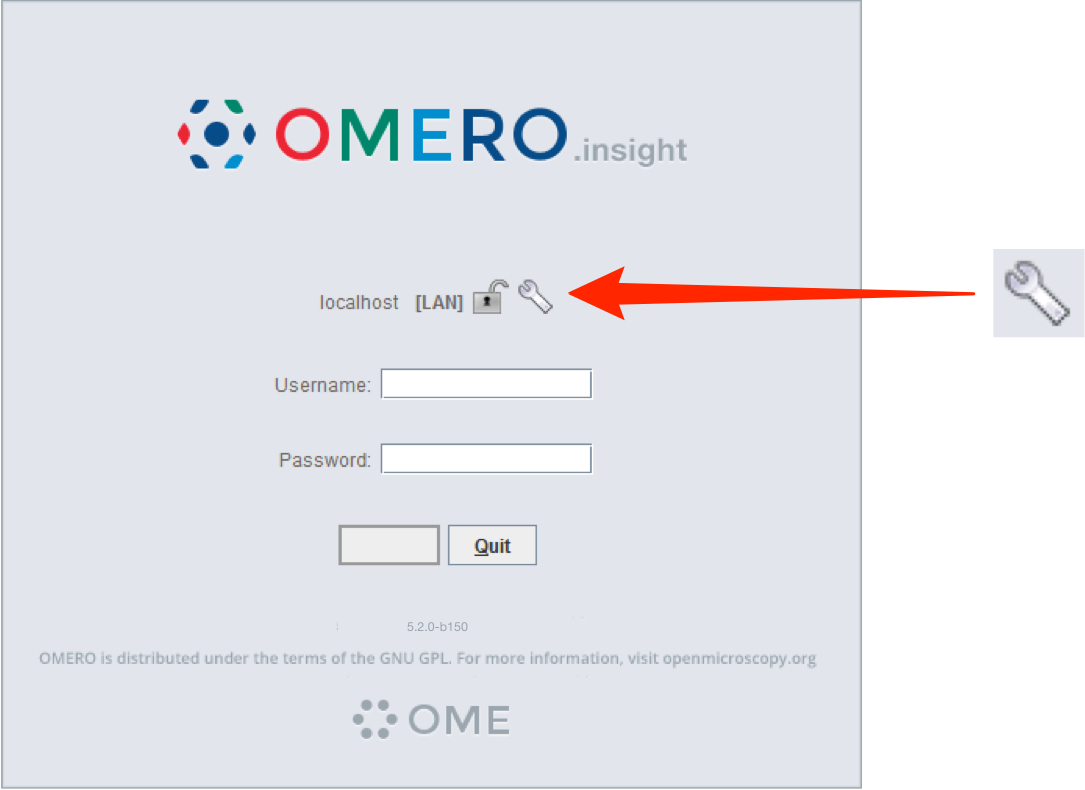 OMERO.insight
localhost [LAN]
Username:
Password:
Quit
5.2.0-b150
OMERO is distributed under the terms of the GNU GPL. For more information, visit openmicroscopy.org
OME